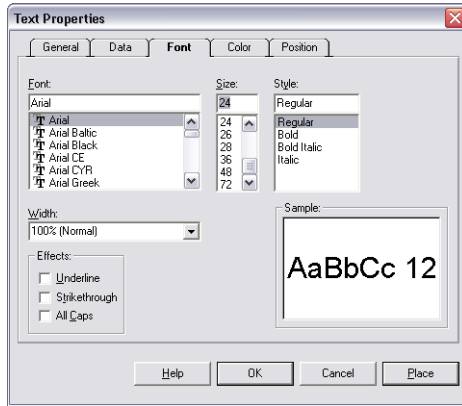 Text Properties
General Data Font Color Position
Font: Size: Style:
Arial 24 Regular
Arial 24 Regular
Arial Baltic 26 Bold
Arial Black 28 Bold Italic
Arial CE 36 Italic
Arial CYR 48
Arial Greek 72
Width: Sample:
100% (Normal)
Effects:
AaBbCc 12
Underline
Strikethrough
All Caps
Help OK Cancel Place